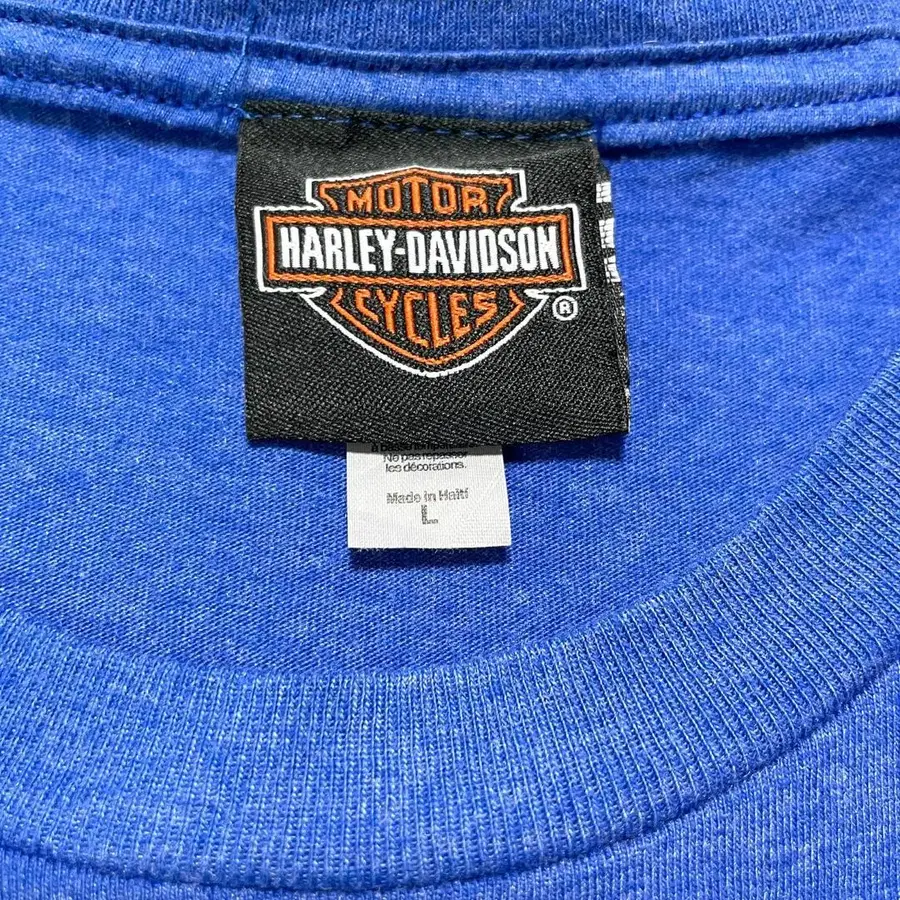 MOTOR
HARLEY-DAVIDSON
CYCLES
®
Ne pas repasser
les décorations.
Made in Haiti
L